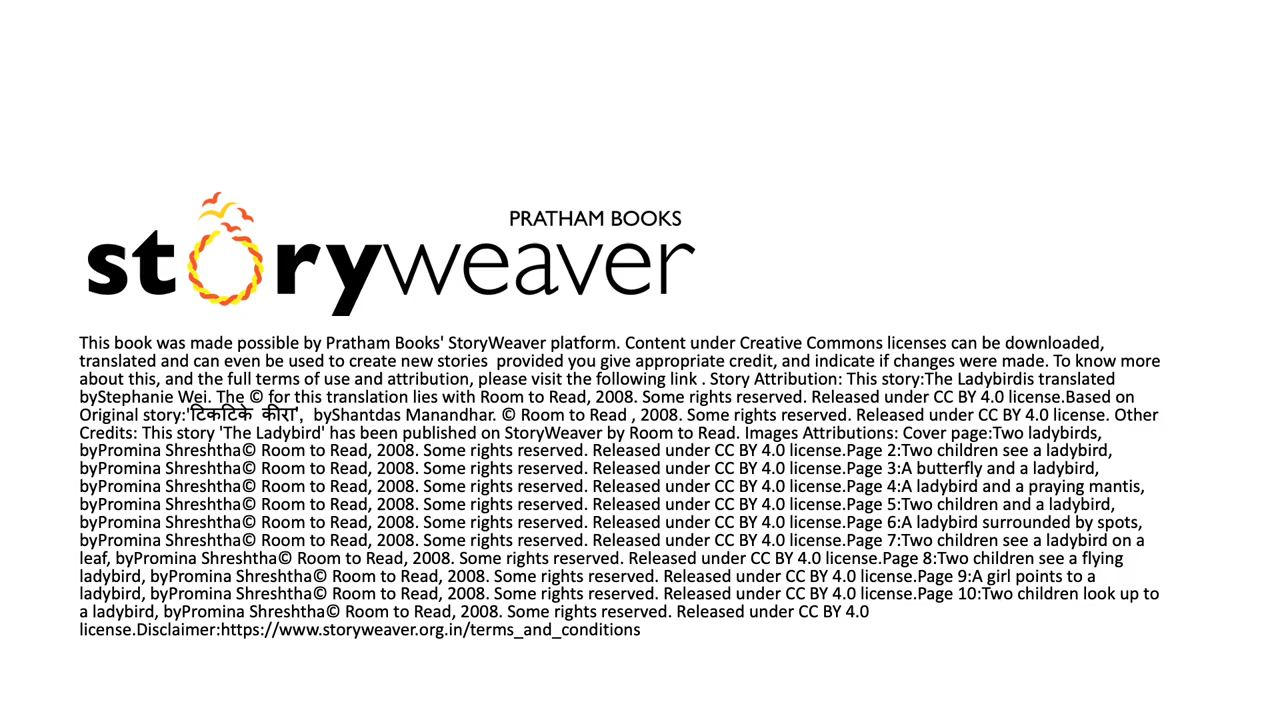 PRATHAM BOOKS
storyweaver
This book was made possible by Pratham Books' StoryWeaver platform. Content under Creative Commons licenses can be downloaded,
translated and can even be used to create new stories  provided you give appropriate credit, and indicate if changes were made. To know more
about this, and the full terms of use and attribution, please visit the following link . Story Attribution: This story:The Ladybirdis translated
byStephanie Wei. The © for this translation lies with Room to Read, 2008. Some rights reserved. Released under CC BY 4.0 license.Based on
Original story:'टिकटिके कीरा',  byShantdas Manandhar. © Room to Read , 2008. Some rights reserved. Released under CC BY 4.0 license. Other
Credits: This story 'The Ladybird' has been published on StoryWeaver by Room to Read. Images Attributions: Cover page:Two ladybirds,
byPromina Shreshtha© Room to Read, 2008. Some rights reserved. Released under CC BY 4.0 license.Page 2:Two children see a ladybird,
byPromina Shreshtha© Room to Read, 2008. Some rights reserved. Released under CC BY 4.0 license.Page 3:A butterfly and a ladybird,
byPromina Shreshtha© Room to Read, 2008. Some rights reserved. Released under CC BY 4.0 license.Page 4:A ladybird and a praying mantis,
byPromina Shreshtha© Room to Read, 2008. Some rights reserved. Released under CC BY 4.0 license.Page 5:Two children and a ladybird,
byPromina Shreshtha© Room to Read, 2008. Some rights reserved. Released under CC BY 4.0 license.Page 6:A ladybird surrounded by spots,
byPromina Shreshtha© Room to Read, 2008. Some rights reserved. Released under CC BY 4.0 license.Page 7:Two children see a ladybird on a
leaf, byPromina Shreshtha© Room to Read, 2008. Some rights reserved. Released under CC BY 4.0 license.Page 8:Two children see a flying
ladybird, byPromina Shreshtha© Room to Read, 2008. Some rights reserved. Released under CC BY 4.0 license.Page 9:A girl points to a
ladybird, byPromina Shreshtha© Room to Read, 2008. Some rights reserved. Released under CC BY 4.0 license.Page 10:Two children look up to
a ladybird, byPromina Shreshtha© Room to Read, 2008. Some rights reserved. Released under CC BY 4.0
license.Disclaimer:https://www.storyweaver.org.in/terms_and_conditions